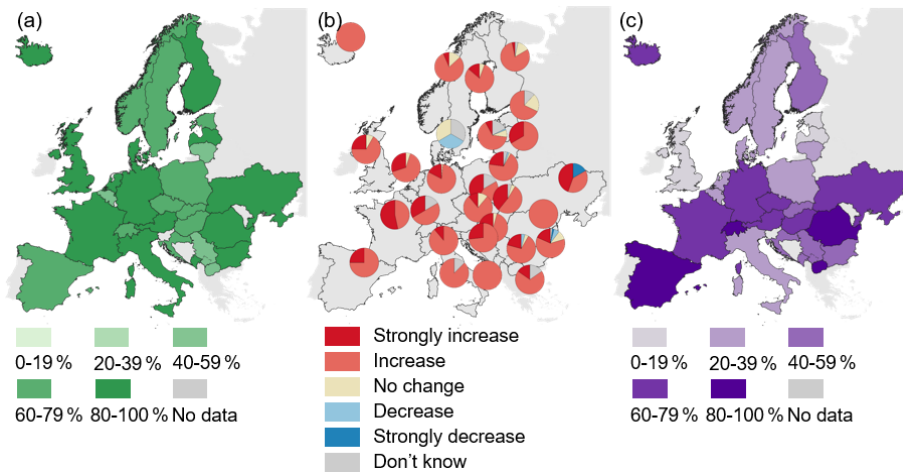 (a)
(b)
(c)
0-19 % 20-39 % 40-59 %
60-79 % 80-100 % No data
Strongly increase
Increase
No change
Decrease
Strongly decrease
Don't know
0-19 % 20-39 % 40-59 %
60-79 % 80-100 % No data